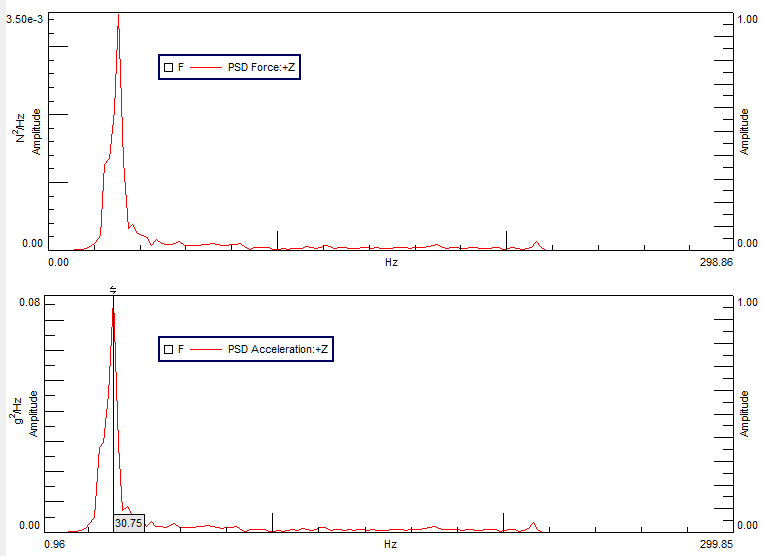 3.50e-3
1.00
F PSD Force:+Z
N²/Hz
Amplitude
Amplitude
0.00
0.00
0.00
Hz
298.86
0.08
1.00
F PSD Acceleration:+Z
g²/Hz
Amplitude
Amplitude
30.75
0.00
0.00
0.96
Hz
299.85